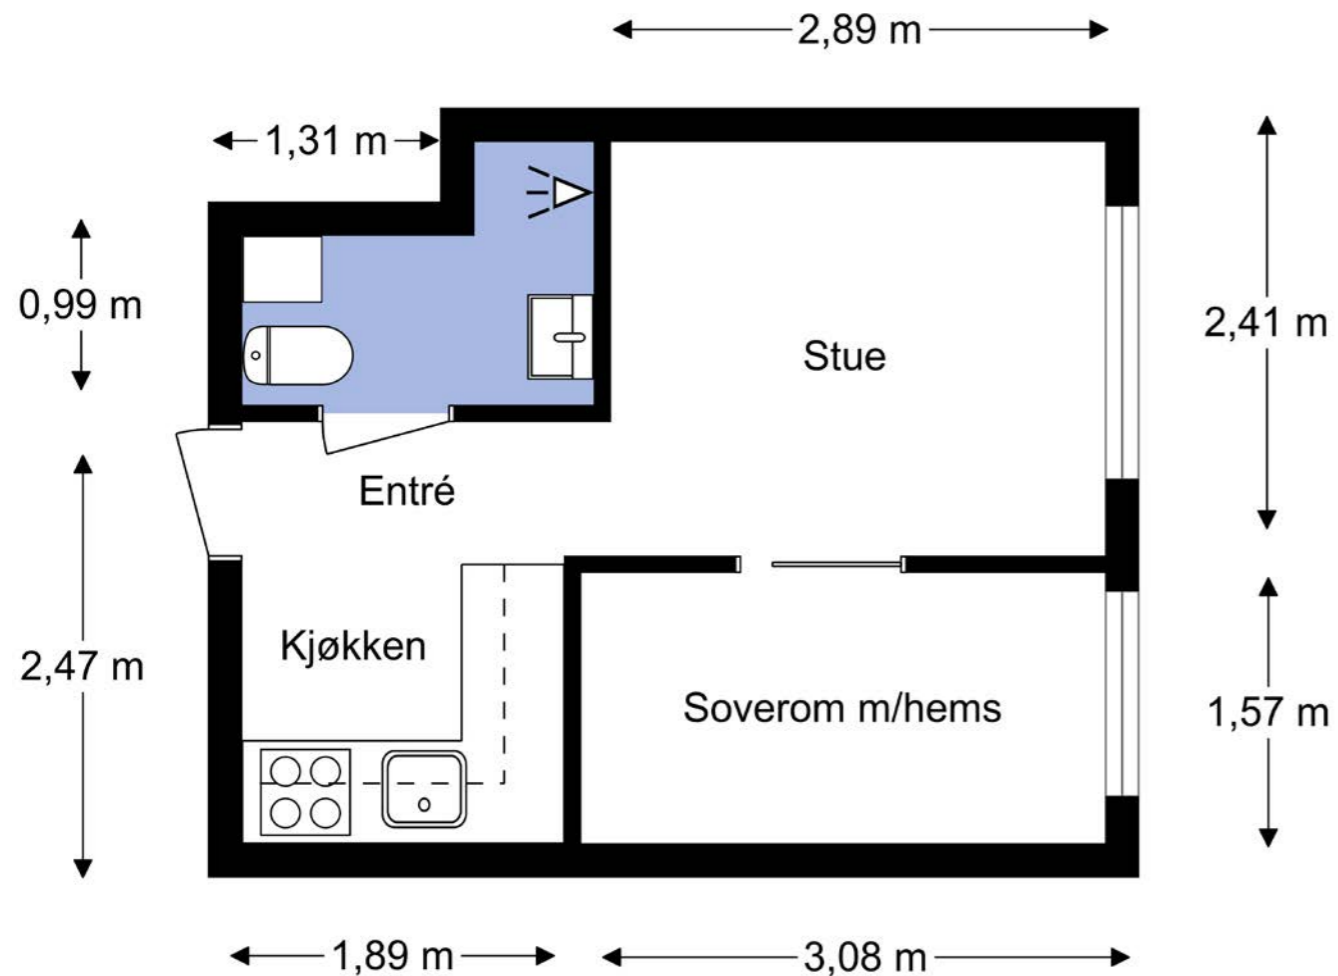 2,89 m
1,31 m
0,99 m
2,41 m
Stue
Entré
Kjøkken
2,47 m
Soverom m/hems
1,57 m
1,89 m
3,08 m